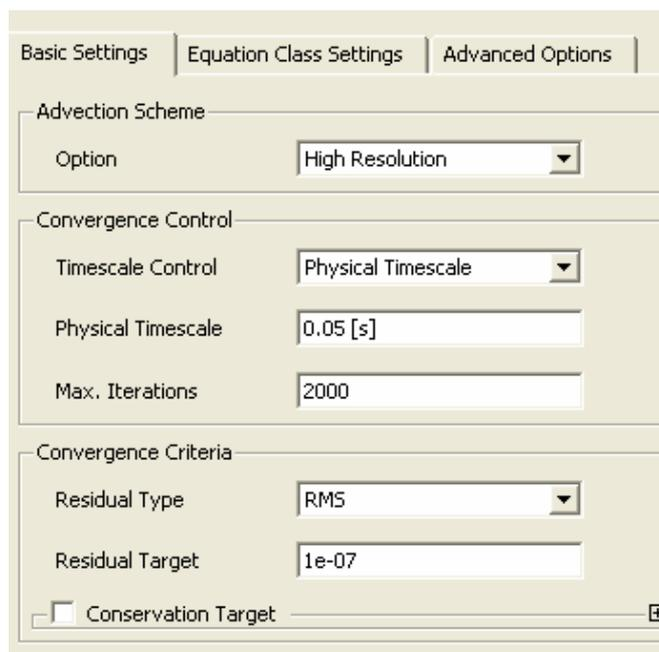 Basic Settings Equation Class Settings Advanced Options
Advection Scheme
Option High Resolution
Convergence Control
Timescale Control Physical Timescale
Physical Timescale 0.05 [s]
Max. Iterations 2000
Convergence Criteria
Residual Type RMS
Residual Target 1e-07
Conservation Target